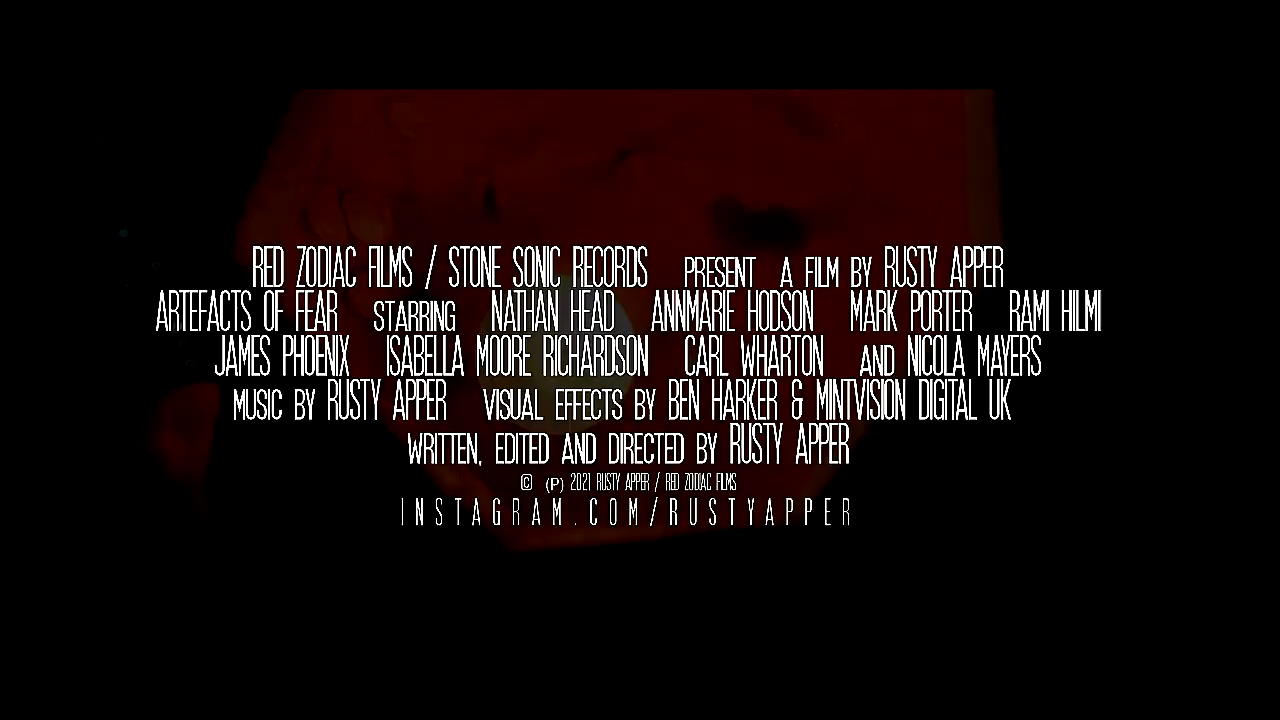 RED ZODIAC FILMS / STONE SONIC RECORDS PRESENT A FILM BY RUSTY APPER
ARTEFACTS OF FEAR STARRING NATHAN HEAD ANNMARIE HODSON MARK PORTER RAMI HILMI
JAMES PHOENIX ISABELLA MOORE RICHARDSON CARL WHARTON AND NICOLA MAYERS
MUSIC BY RUSTY APPER VISUAL EFFECTS BY BEN HARKER & MINTVISION DIGITAL UK
WRITTEN, EDITED AND DIRECTED BY RUSTY APPER
© (P) 2021 RUSTY APPER / RED ZODIAC FILMS
INSTAGRAM.COM/RUSTYAPPER